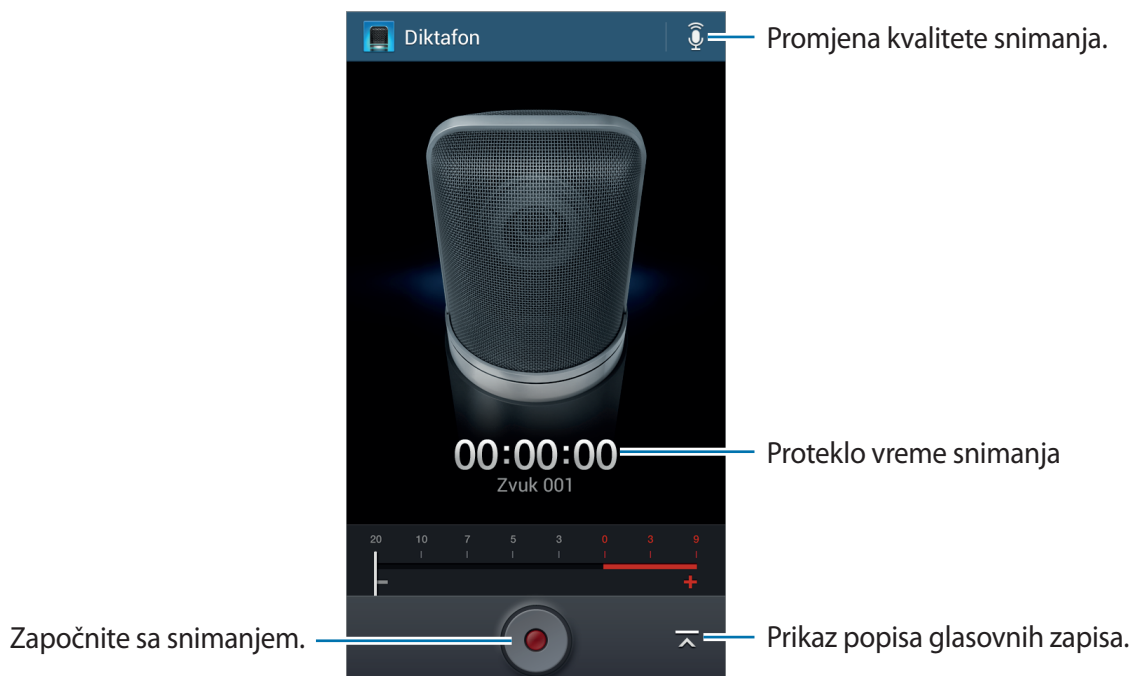 Diktafon
Promjena kvalitete snimanja.
00:00:00
Proteklo vreme snimanja
Zvuk 001
20 10 7 5 3 0 3 9
− +
Započnite sa snimanjem.
Prikaz popisa glasovnih zapisa.